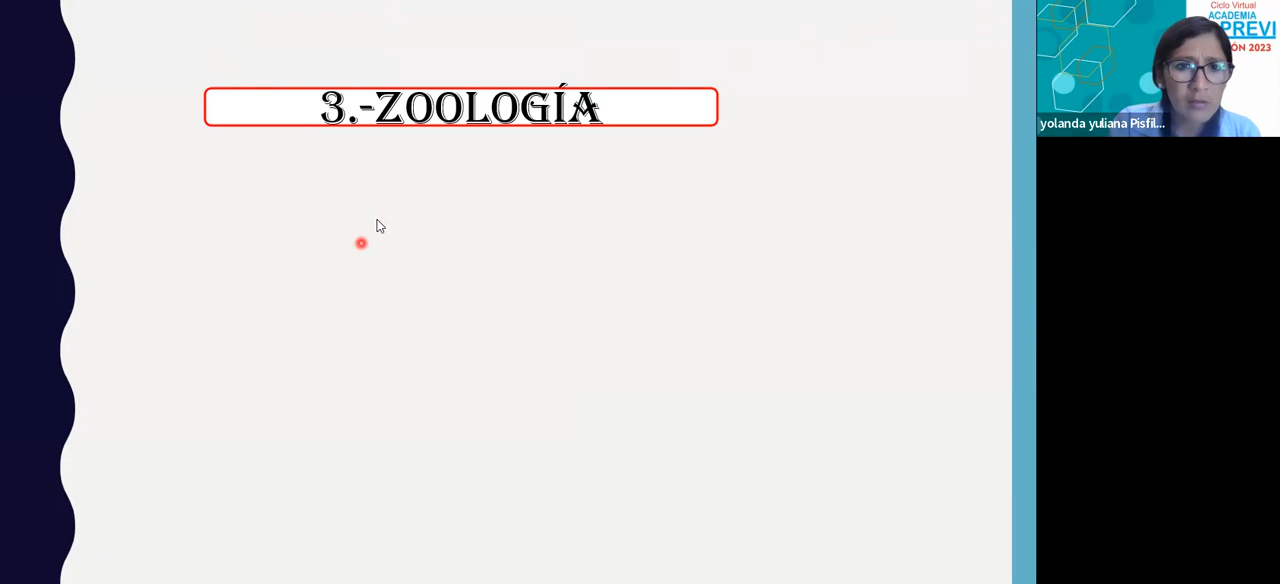 3.-ZOOLOGÍA
Ciclo Virtual
ACADEMIA
PREVI
ÓN 2023
yolanda yuliana Pisfil...